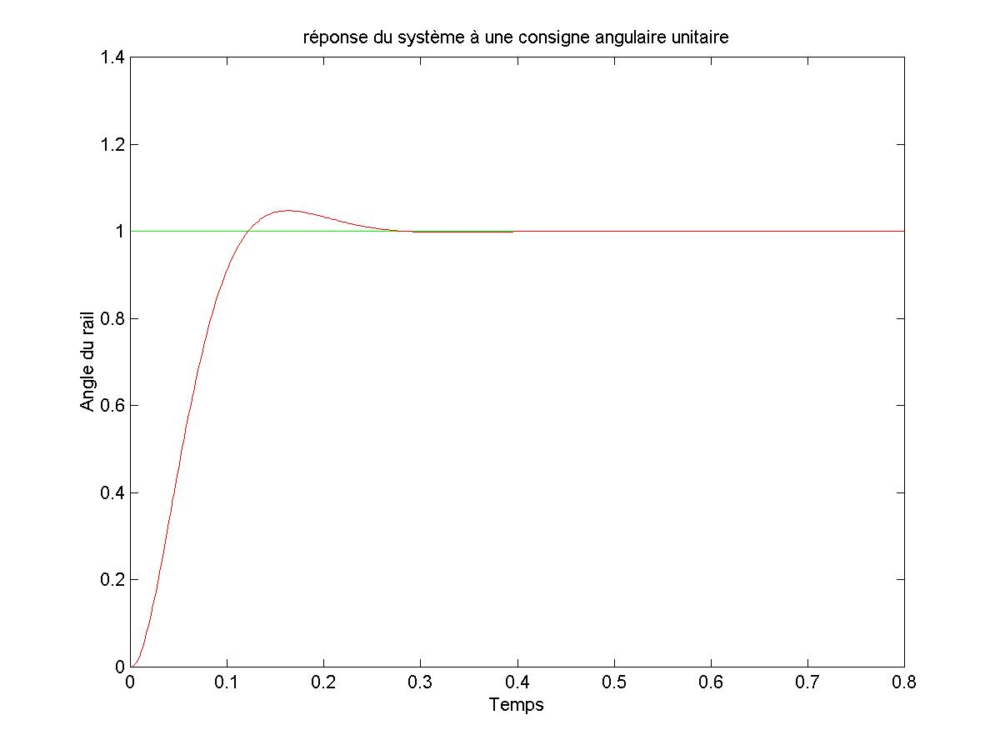 réponse du système à une consigne angulaire unitaire
1.4
1.2
1
0.8
0.6
0.4
0.2
0
Angle du rail
0 0.1 0.2 0.3 0.4 0.5 0.6 0.7 0.8
Temps